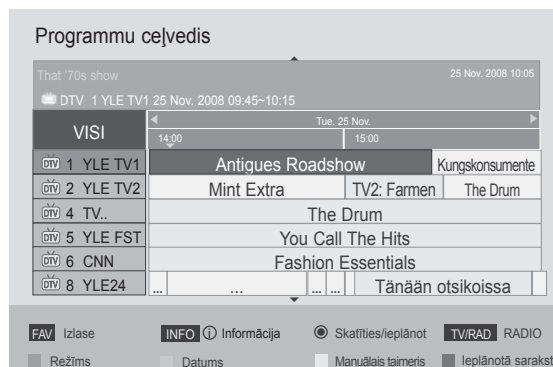 Programmu ceļvedis
That '70s show 25 Nov. 2008 10:05
DTV 1 YLE TV1 25 Nov. 2008 09:45~10:15
VISI
Tue. 25 Nov.
14:00 15:00
DTV 1 YLE TV1 Antigues Roadshow Kungskonsumente
DTV 2 YLE TV2 Mint Extra TV2: Farmen The Drum
DTV 4 TV.. The Drum
DTV 5 YLE FST You Call The Hits
DTV 6 CNN Fashion Essentials
DTV 8 YLE24 ... ... ... ... Tänään otsikoissa
FAV Izlase INFO i Informācija Skatīties/ieplānot TV/RAD RADIO
Režīms Datums Manuālais taimeris Ieplānotā sarakst